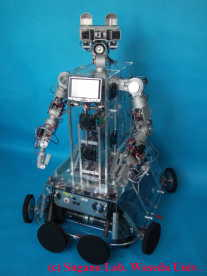 (c) Sugano Lab, Waseda Univ.